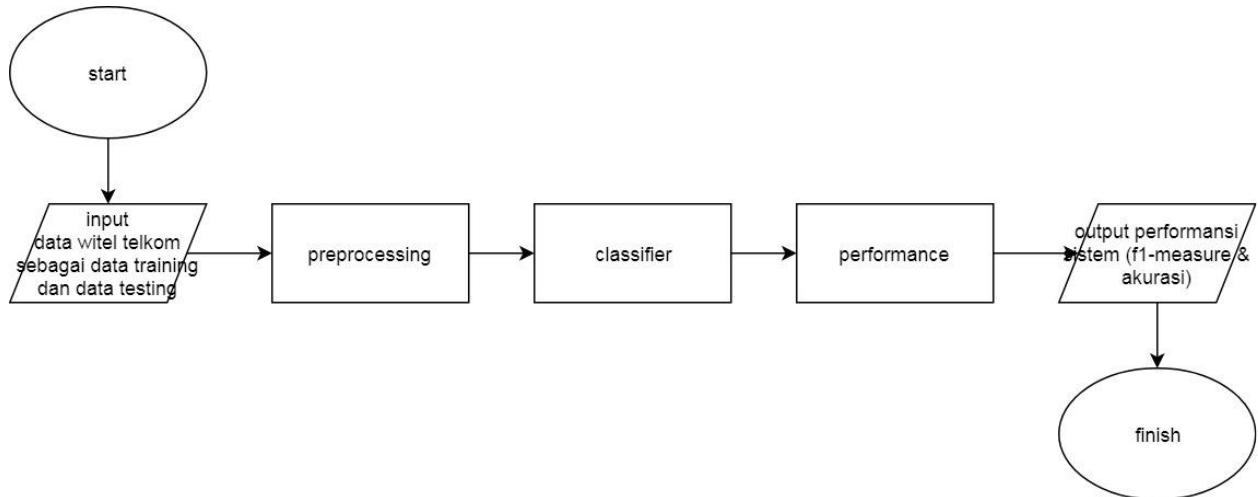 start
input
data witel telkom
sebagai data training
dan data testing
preprocessing
classifier
performance
output performansi
sistem (f1-measure &
akurasi)
finish